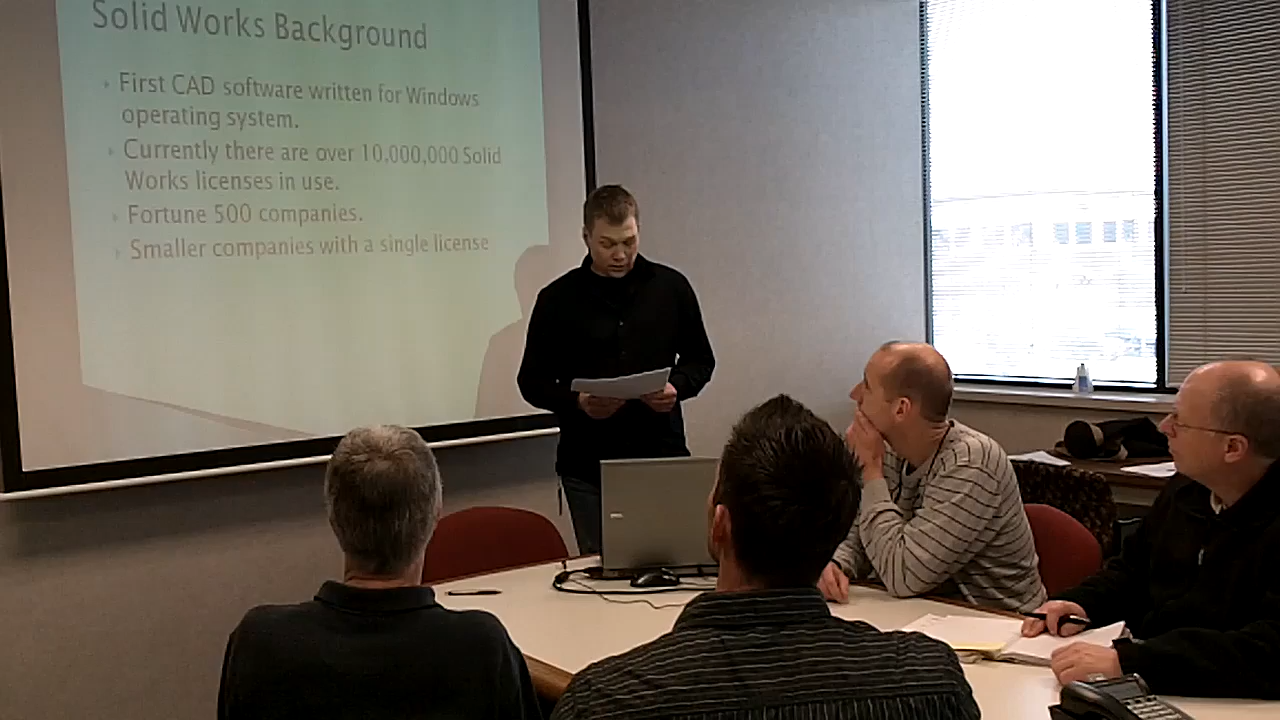 Solid Works Background
First CAD software written for Windows
operating system.
Currently there are over 10,000,000 Solid
Works licenses in use.
Fortune 500 companies.
Smaller companies with a single license